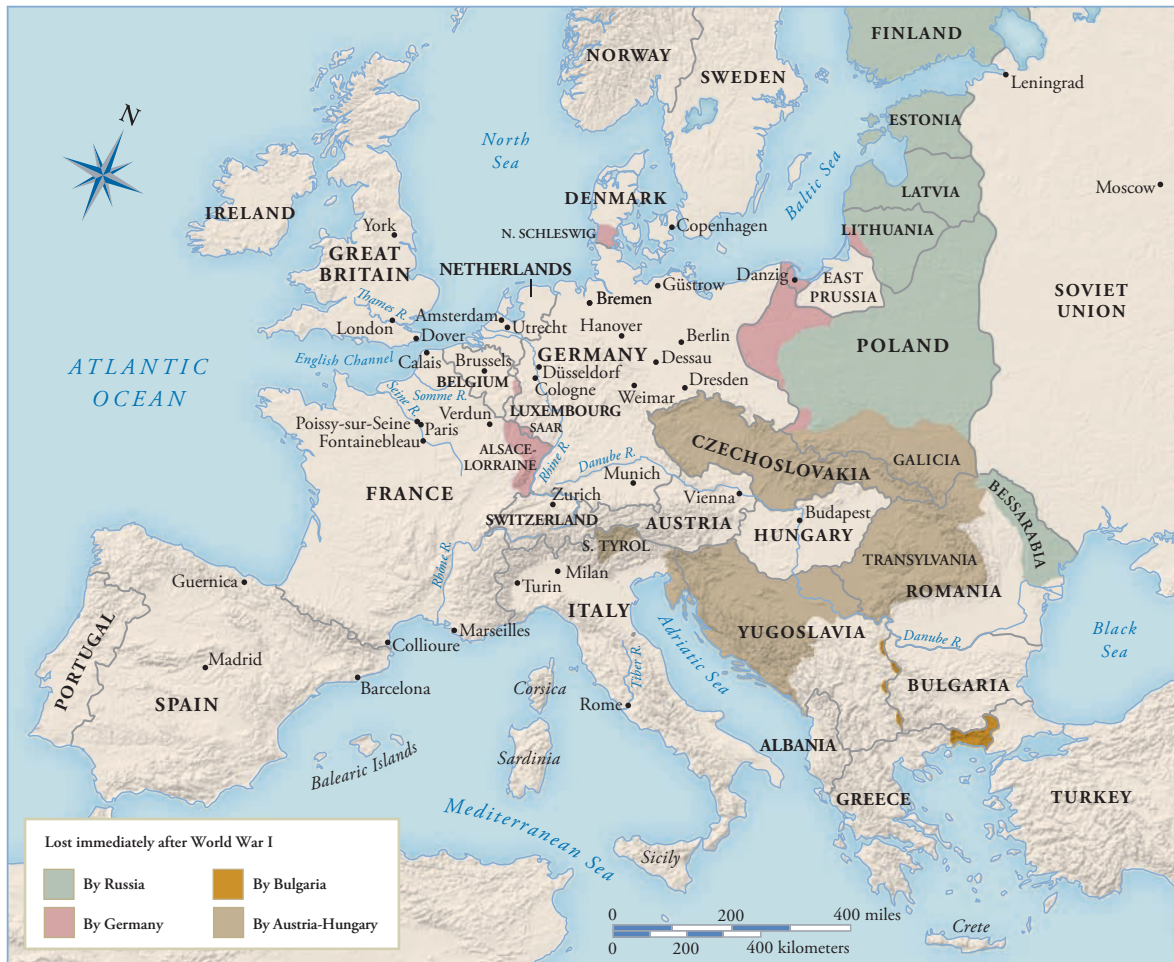 FINLAND
NORWAY
SWEDEN
Leningrad
N
ESTONIA
North
Sea
Baltic Sea
LATVIA
Moscow
IRELAND
DENMARK
York
N. SCHLESWIG
Copenhagen
LITHUANIA
GREAT
BRITAIN
NETHERLANDS
Danzig
EAST
PRUSSIA
Güstrow
Bremen
SOVIET
UNION
Thames R.
Amsterdam
Utrecht
Hanover
Berlin
London
Dover
POLAND
English Channel
Calais
Brussels
GERMANY
Dessau
ATLANTIC
OCEAN
BELGIUM
Düsseldorf
Cologne
Weimar
Dresden
Seine R.
Somme R.
LUXEMBOURG
Verdun
SAAR
Poissy-sur-Seine
Paris
Fontainebleau
ALSACE-
LORRAINE
Rhine R.
Danube R.
CZECHOSLOVAKIA
GALICIA
Munich
FRANCE
Zurich
Vienna
BESSARABIA
SWITZERLAND
AUSTRIA
Budapest
HUNGARY
S. TYROL
TRANSYLVANIA
Rhône R.
Guernica
Milan
Turin
ROMANIA
ITALY
PORTUGAL
Marseilles
YUGOSLAVIA
Black
Sea
Collioure
Adriatic Sea
Danube R.
Madrid
Tiber R.
Barcelona
Corsica
BULGARIA
SPAIN
Rome
Balearic Islands
Sardinia
ALBANIA
GREECE
TURKEY
Mediterranean Sea
Sicily
Crete
Lost immediately after World War I
By Russia
By Bulgaria
By Germany
By Austria-Hungary
0 200 400 miles
0 200 400 kilometers